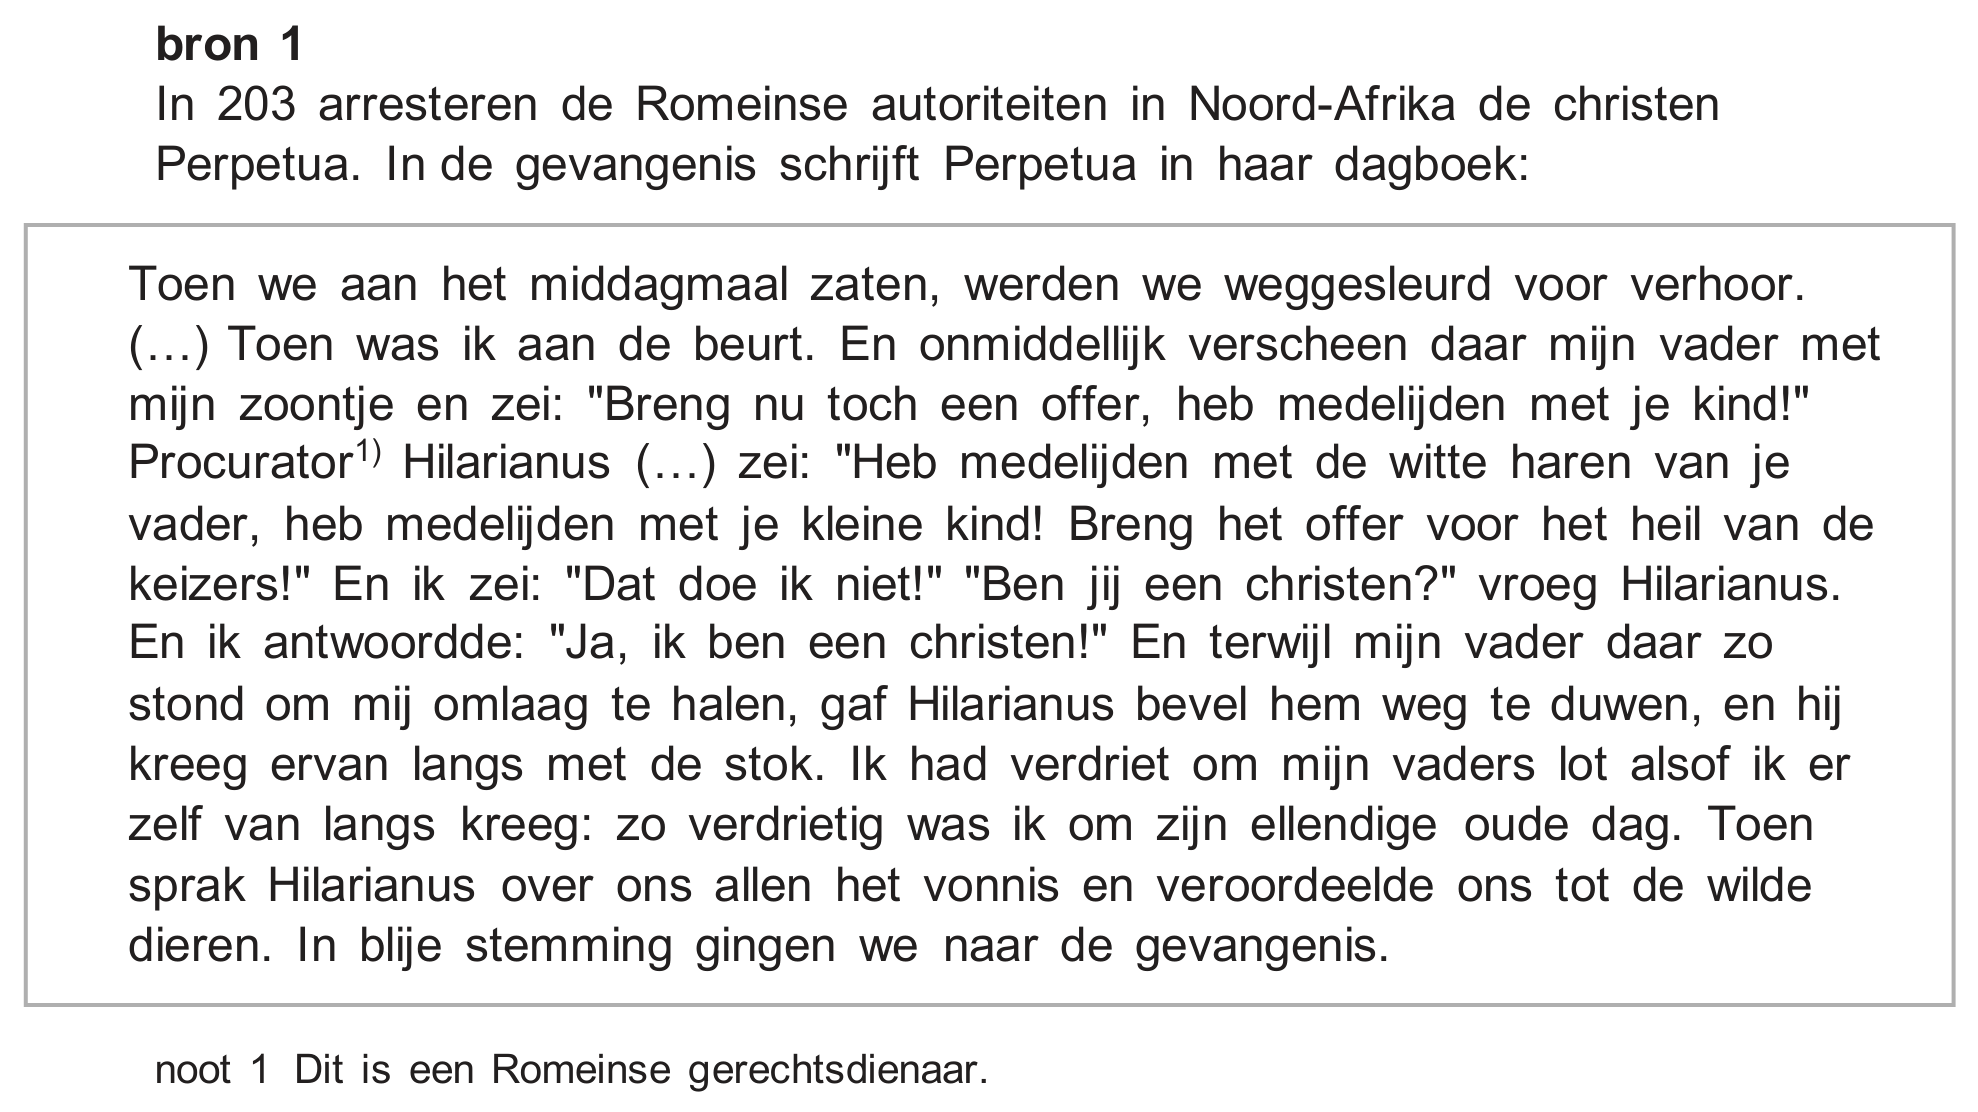 bron 1
In 203 arresteren de Romeinse autoriteiten in Noord-Afrika de christen
Perpetua. In de gevangenis schrijft Perpetua in haar dagboek:
Toen we aan het middagmaal zaten, werden we weggesleurd voor verhoor.
(…) Toen was ik aan de beurt. En onmiddellijk verscheen daar mijn vader met
mijn zoontje en zei: "Breng nu toch een offer, heb medelijden met je kind!"
Procurator1) Hilarianus (…) zei: "Heb medelijden met de witte haren van je
vader, heb medelijden met je kleine kind! Breng het offer voor het heil van de
keizers!" En ik zei: "Dat doe ik niet!" "Ben jij een christen?" vroeg Hilarianus.
En ik antwoordde: "Ja, ik ben een christen!" En terwijl mijn vader daar zo
stond om mij omlaag te halen, gaf Hilarianus bevel hem weg te duwen, en hij
kreeg ervan langs met de stok. Ik had verdriet om mijn vaders lot alsof ik er
zelf van langs kreeg: zo verdrietig was ik om zijn ellendige oude dag. Toen
sprak Hilarianus over ons allen het vonnis en veroordeelde ons tot de wilde
dieren. In blije stemming gingen we naar de gevangenis.
noot 1 Dit is een Romeinse gerechtsdienaar.